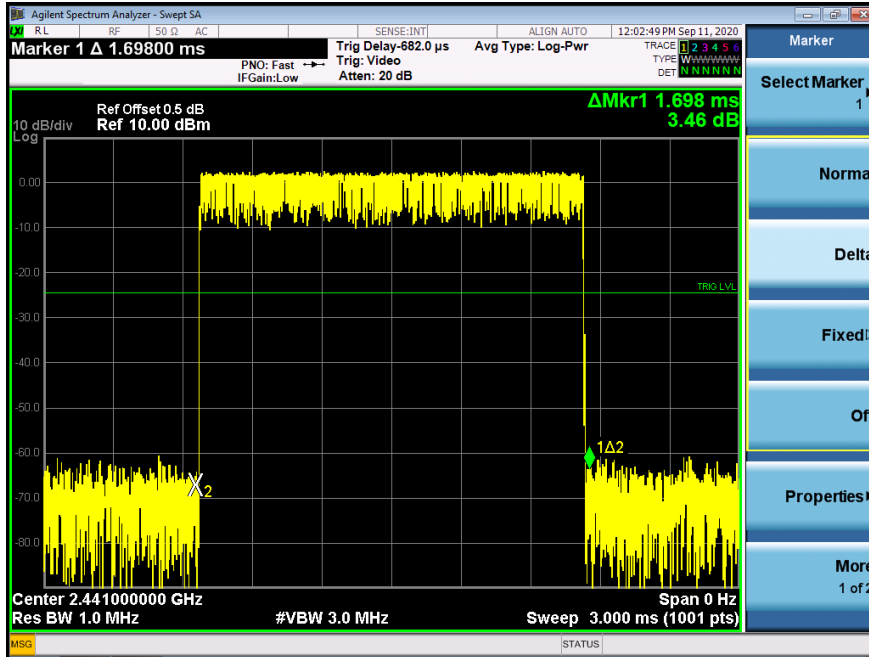 Agilent Spectrum Analyzer - Swept SA
LXI RL RF 50 Ω AC SENSE:INT ALIGN AUTO 12:02:49 PM Sep 11, 2020
Marker 1 Δ 1.69800 ms
PNO: Fast
IFGain:Low
Trig Delay-682.0 µs
Trig: Video
Atten: 20 dB
Avg Type: Log-Pwr
TRACE 1 2 3 4 5 6
TYPE WWWWWW
DET N N N N N N
Marker
Select Marker
1
Norma
Delta
Fixed
Of
Properties
More
1 of 2
ΔMkr1 1.698 ms
3.46 dB
Ref Offset 0.5 dB
10 dB/div Ref 10.00 dBm
Log
0.00
-10.0
-20.0
TRIG LVL
-30.0
-40.0
-50.0
-60.0
1Δ2
2
-70.0
-80.0
Center 2.441000000 GHz Span 0 Hz
Res BW 1.0 MHz #VBW 3.0 MHz Sweep 3.000 ms (1001 pts)
MSG STATUS